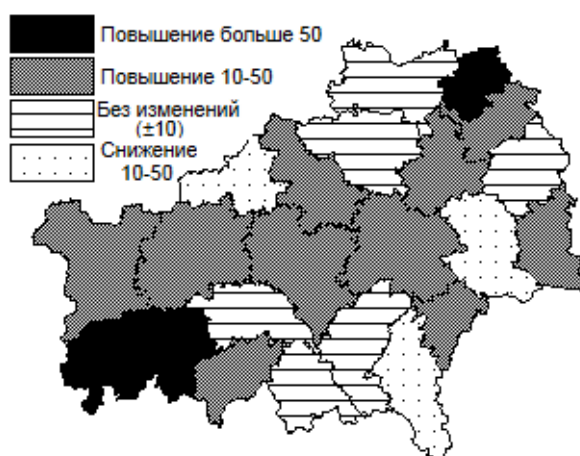 Повышение больше 50
Повышение 10-50
Без изменений
(±10)
Снижение
10-50